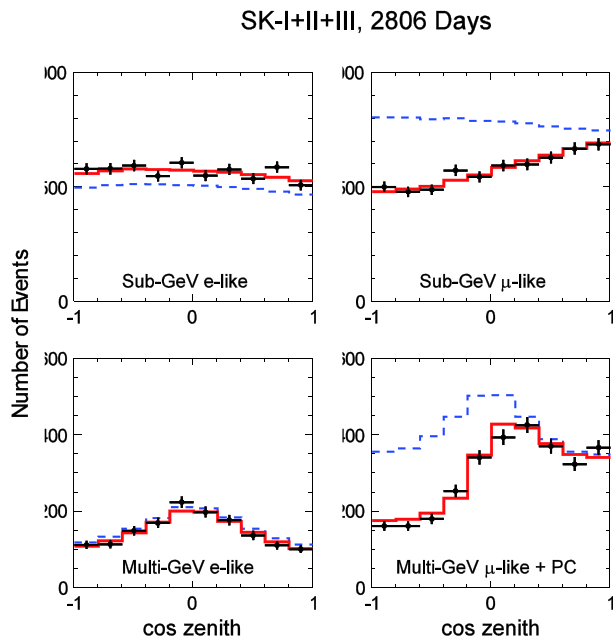 SK-I+II+III, 2806 Days
Number of Events
0
Sub-GeV e-like
-1 0 1
0
Sub-GeV μ-like
-1 0 1
600
400
200
0
Multi-GeV e-like
-1 0 1
cos zenith
600
400
200
0
Multi-GeV μ-like + PC
-1 0 1
cos zenith